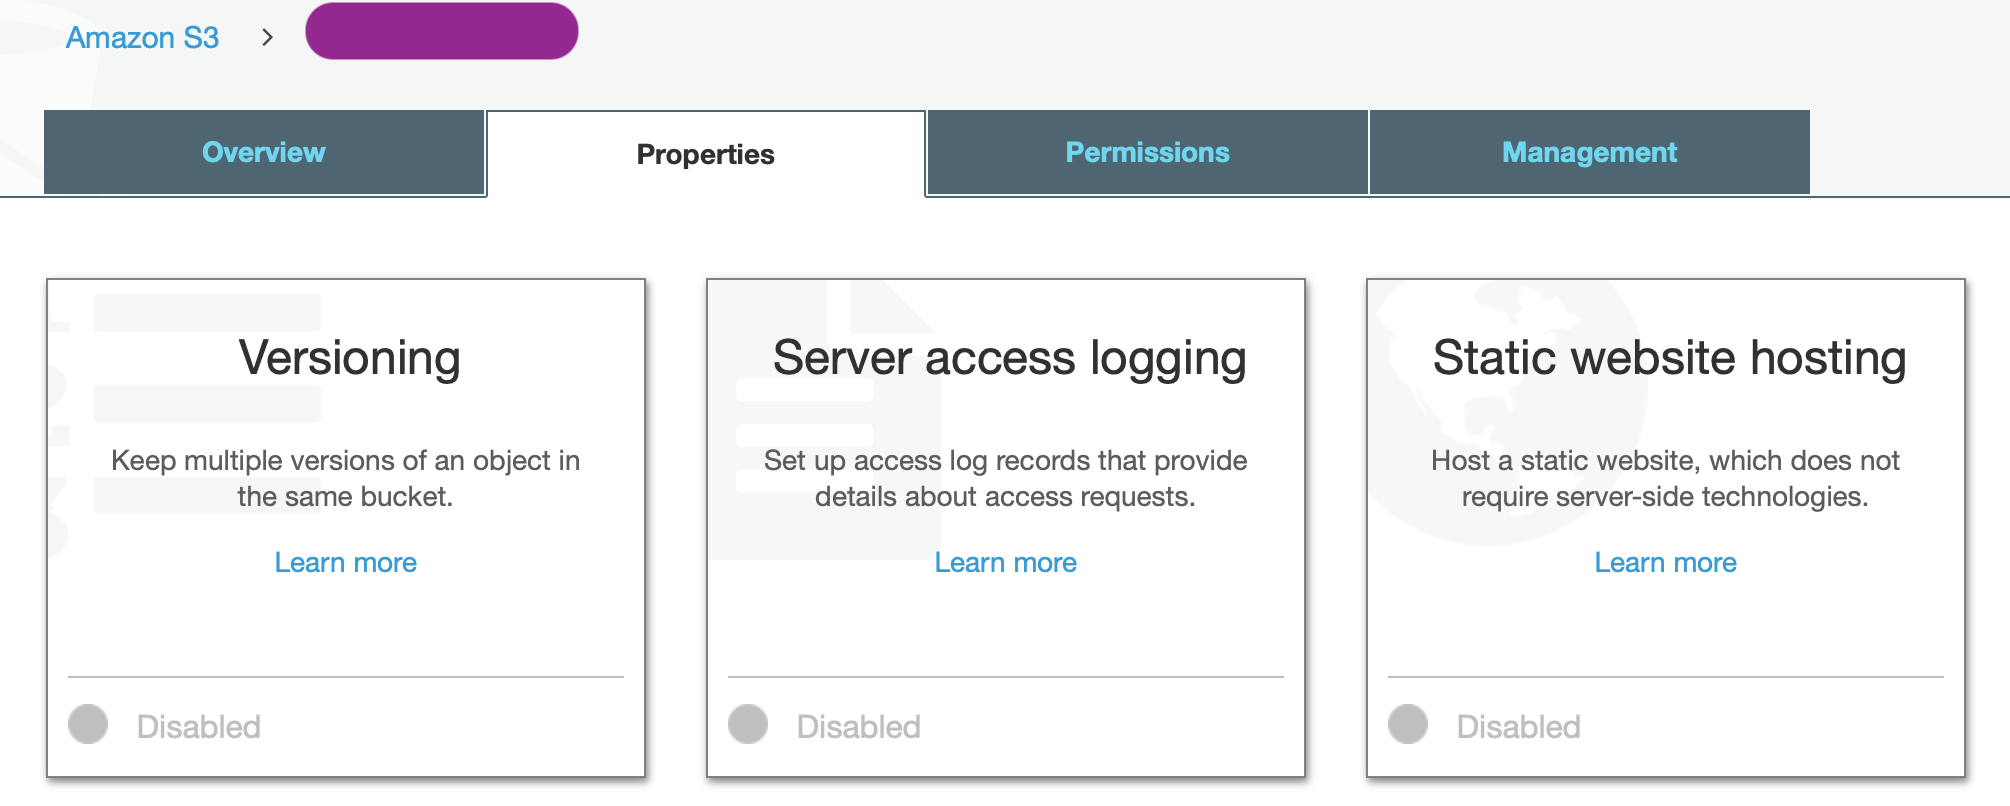 Amazon S3 >
Overview
Properties
Permissions
Management
Versioning
Keep multiple versions of an object in
the same bucket.
Learn more
Disabled
Server access logging
Set up access log records that provide
details about access requests.
Learn more
Disabled
Static website hosting
Host a static website, which does not
require server-side technologies.
Learn more
Disabled